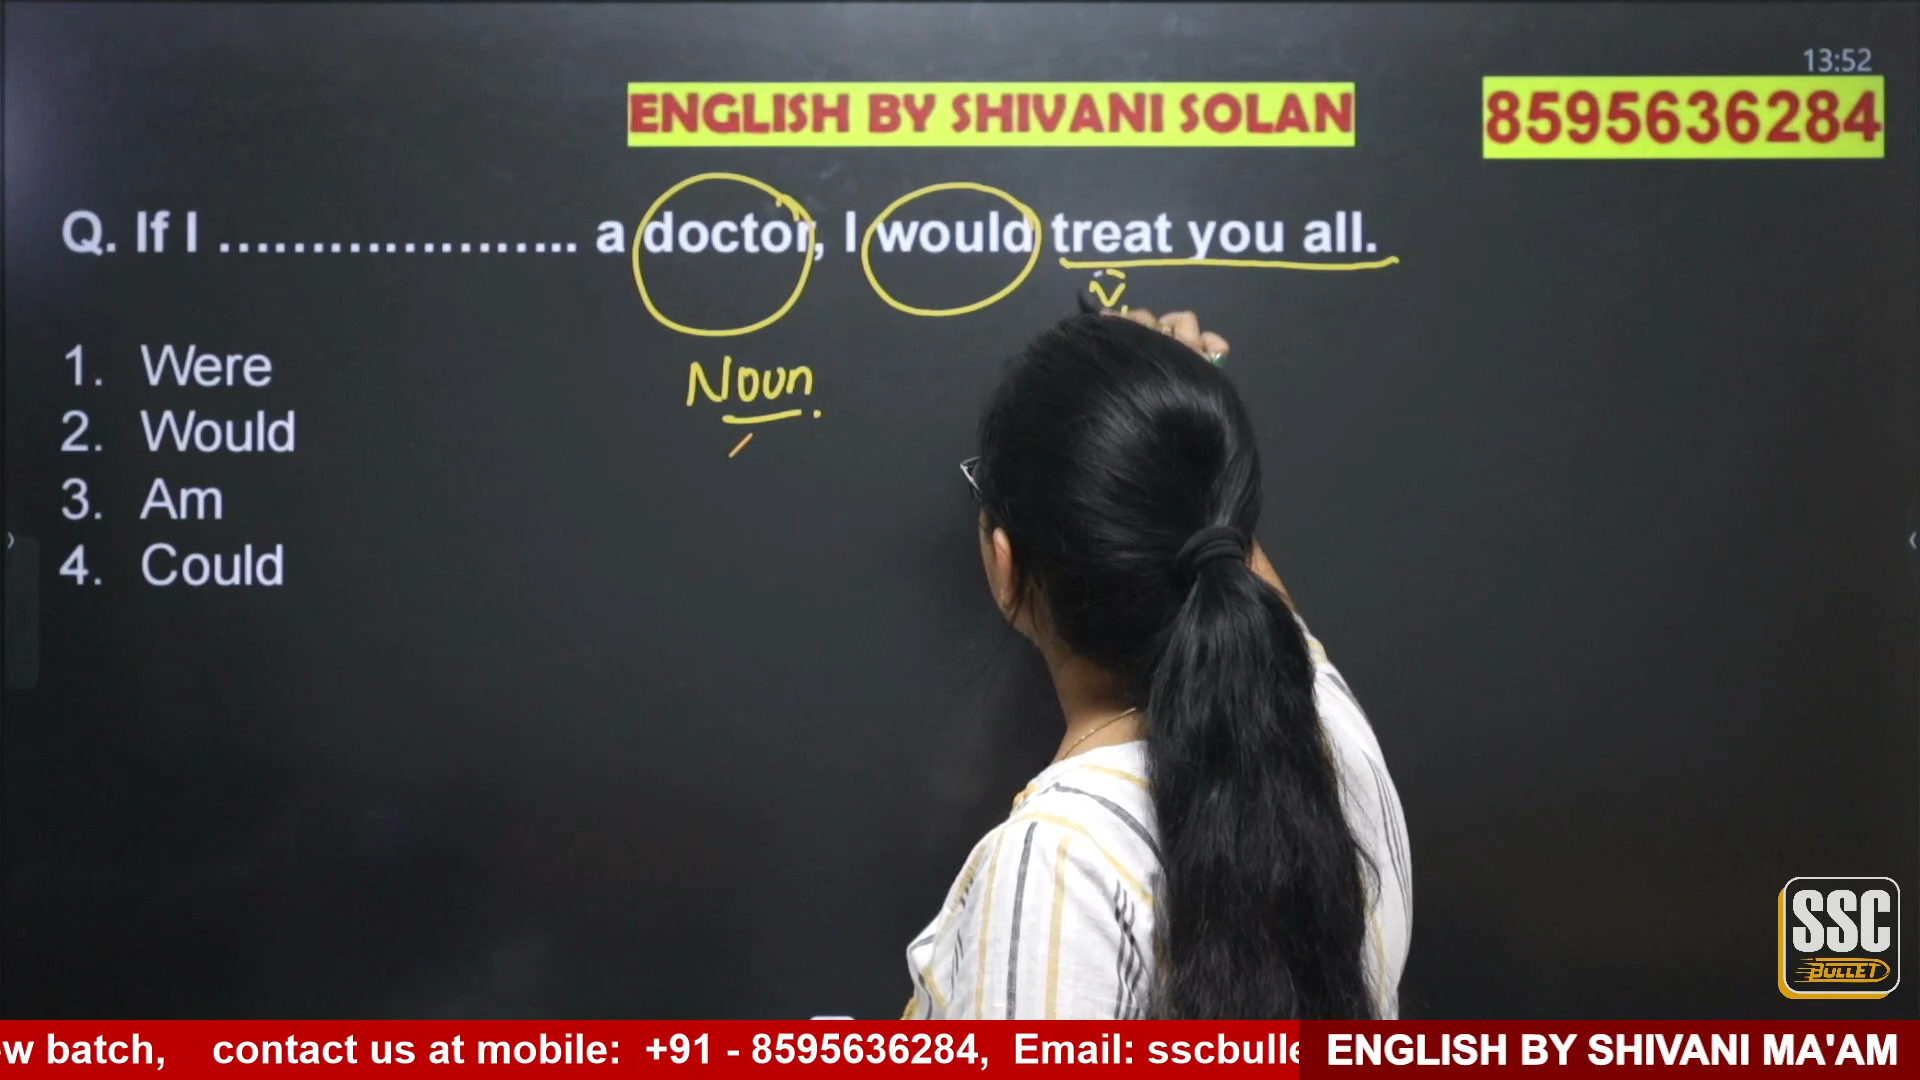 13:52
ENGLISH BY SHIVANI SOLAN
8595636284
Q. If I ........................ a doctor, I would treat you all.
V
Noun.
1. Were
2. Would
3. Am
4. Could
SSC
BULLET
w batch, contact us at mobile: +91 - 8595636284, Email: sscbulle
ENGLISH BY SHIVANI MA'AM